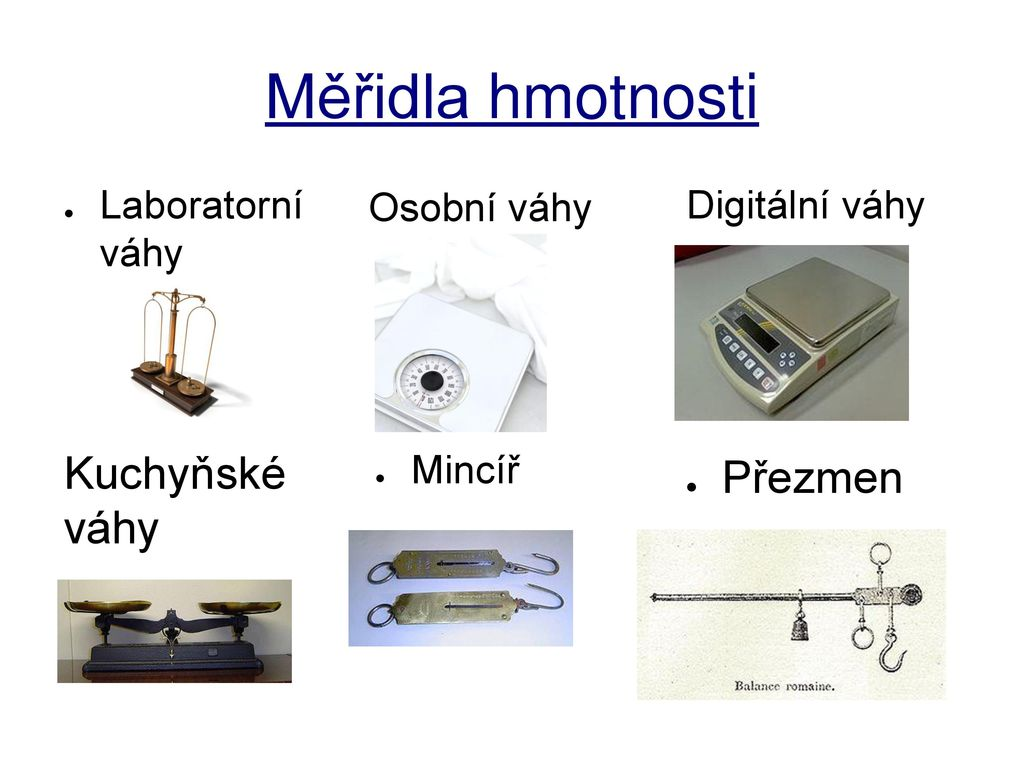 Měřidla hmotnosti
● Laboratorní
váhy
Osobní váhy
Digitální váhy
Kuchyňské
váhy
● Mincíř
● Přezmen
Balance romaine.